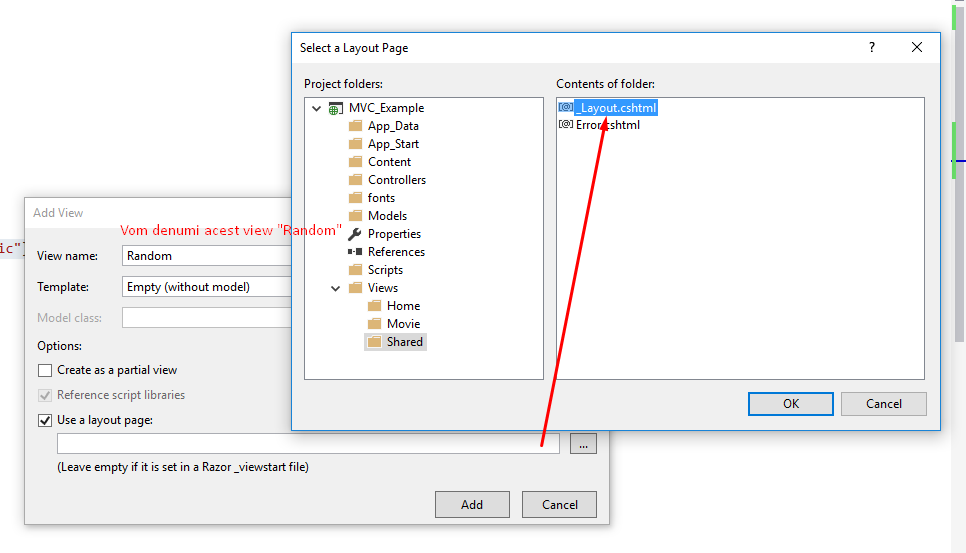 Select a Layout Page
?
Project folders:
MVC_Example
App_Data
App_Start
Content
Controllers
fonts
Models
Properties
References
Scripts
Views
Home
Movie
Shared
Contents of folder:
_Layout.cshtml
Error.cshtml
OK
Cancel
Add View
Vom denumi acest view "Random"
ic"]
View name:
Random
Template:
Empty (without model)
Model class:
Options:
Create as a partial view
Reference script libraries
Use a layout page:
...
(Leave empty if it is set in a Razor _viewstart file)
Add
Cancel